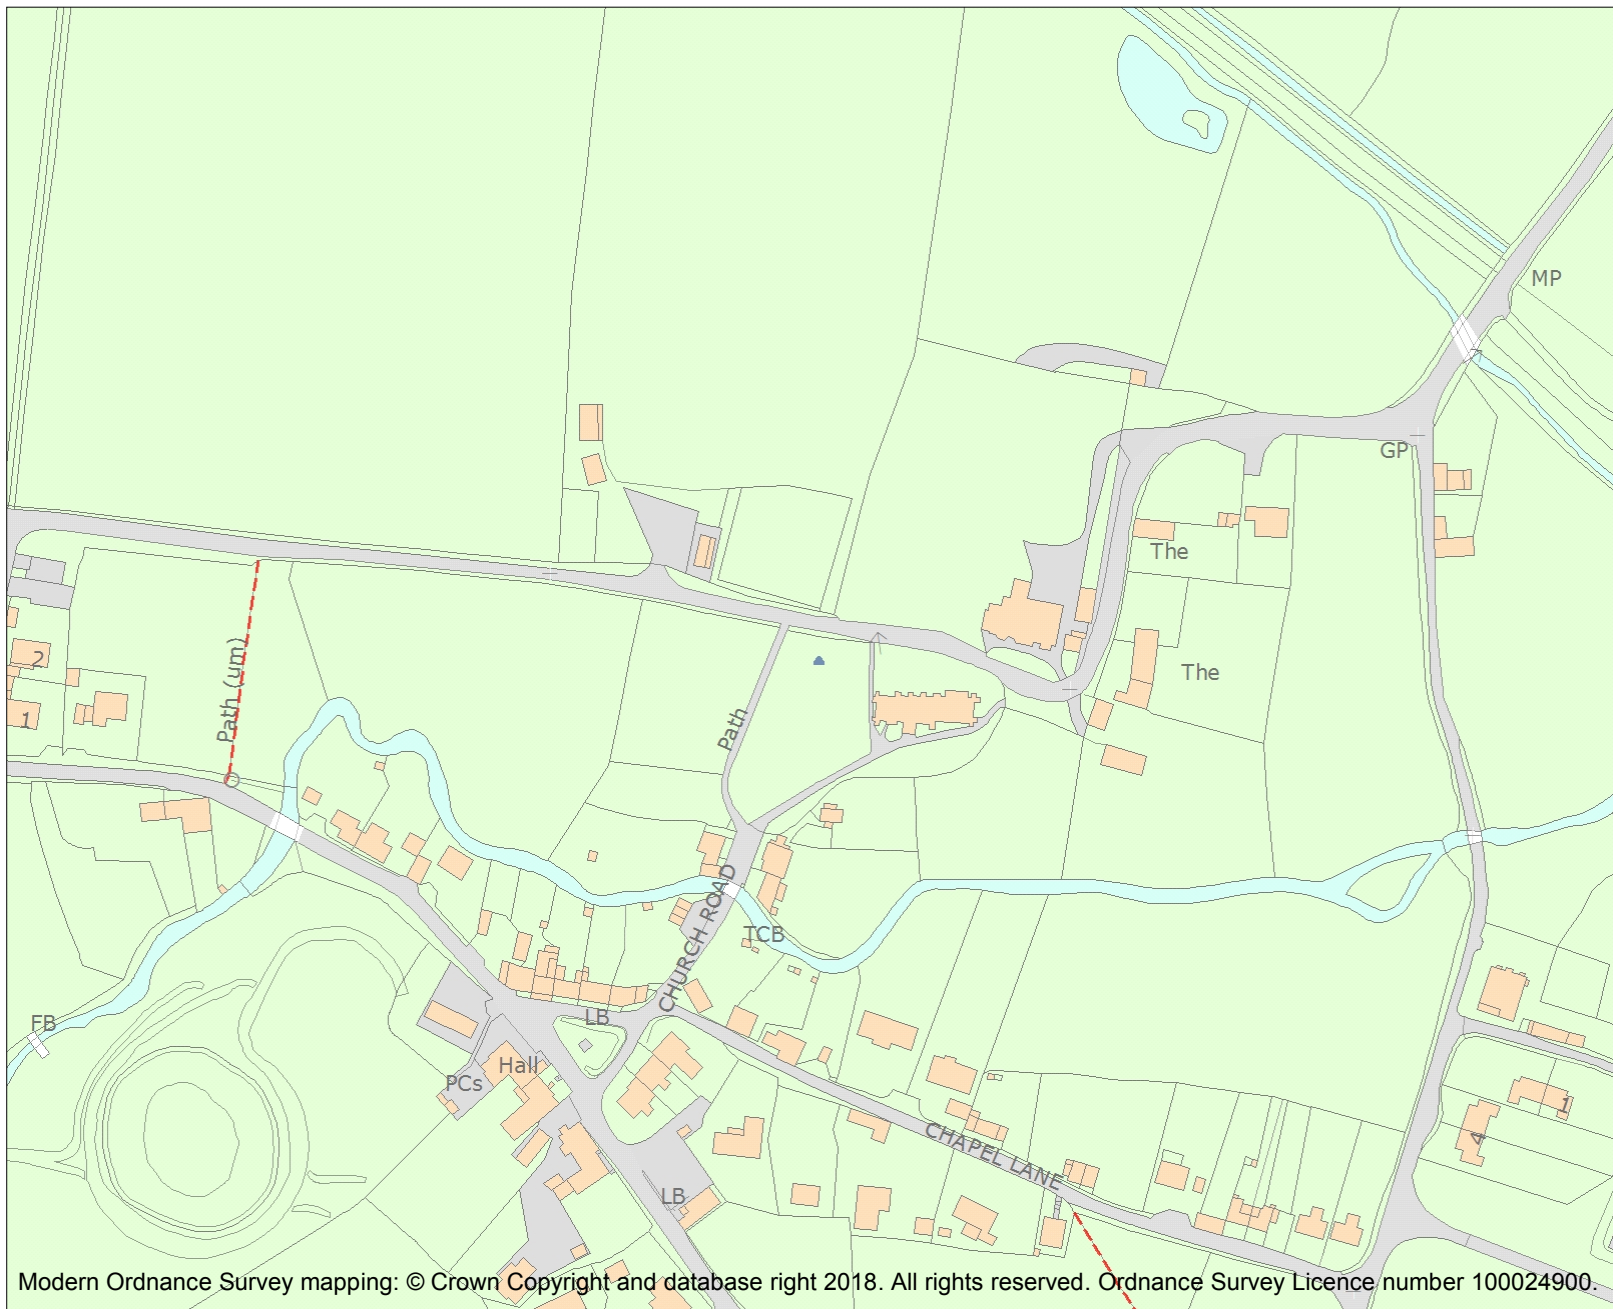 MP
GP
The
2
Path (um)
The
1
Path
CHURCH ROAD
TCB
FB
LB
Hall
PCs
1
CHAPEL LANE
4
LB
Modern Ordnance Survey mapping: © Crown Copyright and database right 2018. All rights reserved. Ordnance Survey Licence number 100024900.